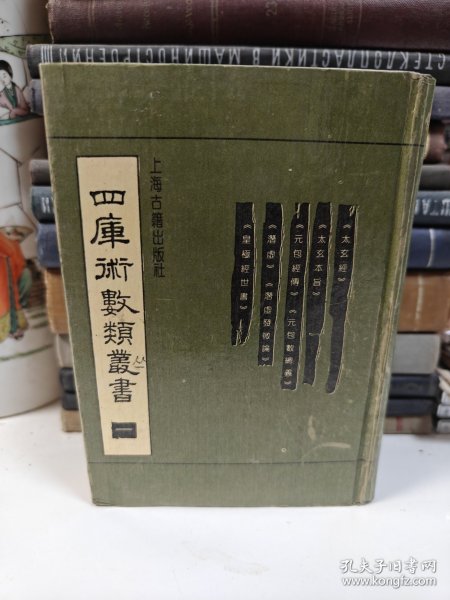 СТЕКЛОПЛАСТИКИ В МАШИНОСТРОЕНИИ
上海古籍出版社
四庫術數類叢書
一
《太玄經》
《太玄本旨》
《元包經傳》《元包數總義》
《潛虛》《潛虛發微論》
《皇極經世書》
孔夫子旧书网
www.kongfz.com